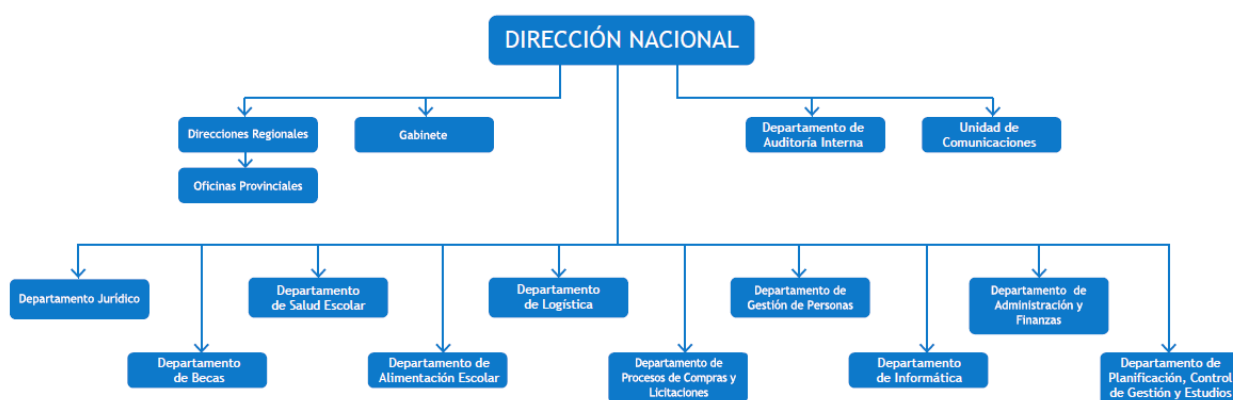 DIRECCIÓN NACIONAL
Direcciones Regionales
Gabinete
Departamento de
Auditoría Interna
Unidad de
Comunicaciones
Oficinas Provinciales
Departamento Jurídico
Departamento
de Salud Escolar
Departamento
de Logística
Departamento de
Gestión de Personas
Departamento de
Administración y
Finanzas
Departamento
de Becas
Departamento de
Alimentación Escolar
Departamento de
Procesos de Compras y
Licitaciones
Departamento
de Informática
Departamento de
Planificación, Control
de Gestión y Estudios